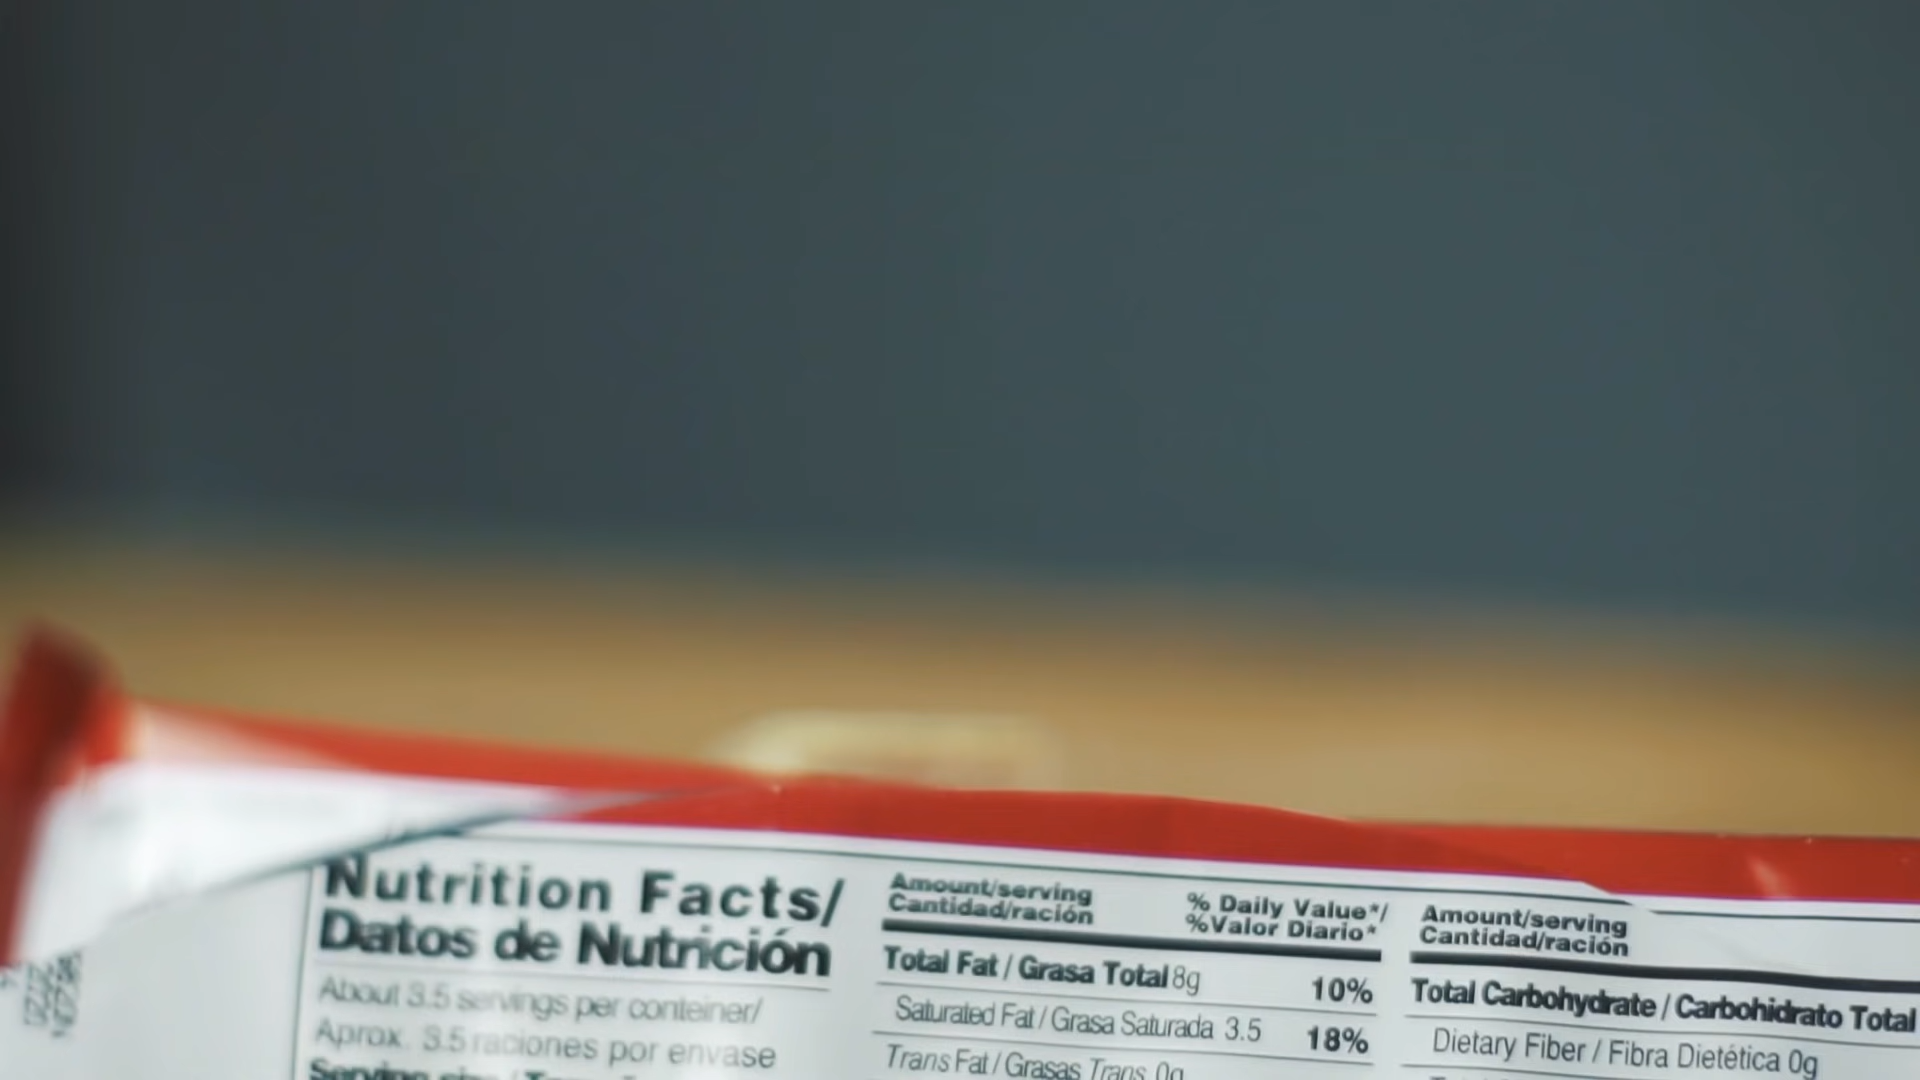 Nutrition Facts/
Datos de Nutrición
About 3.5 servings per conteiner/
Aprox. 3.5 raciones por envase
Serving size /
Amount/serving
Cantidad/ración
% Daily Value*/
%Valor Diario*
Total Fat / Grasa Total 8g 10%
Saturated Fat / Grasa Saturada 3.5 18%
Trans Fat / Grasas Trans 0g
Amount/serving
Cantidad/ración
Total Carbohydrate / Carbohidrato Total
Dietary Fiber / Fibra Dietética 0g